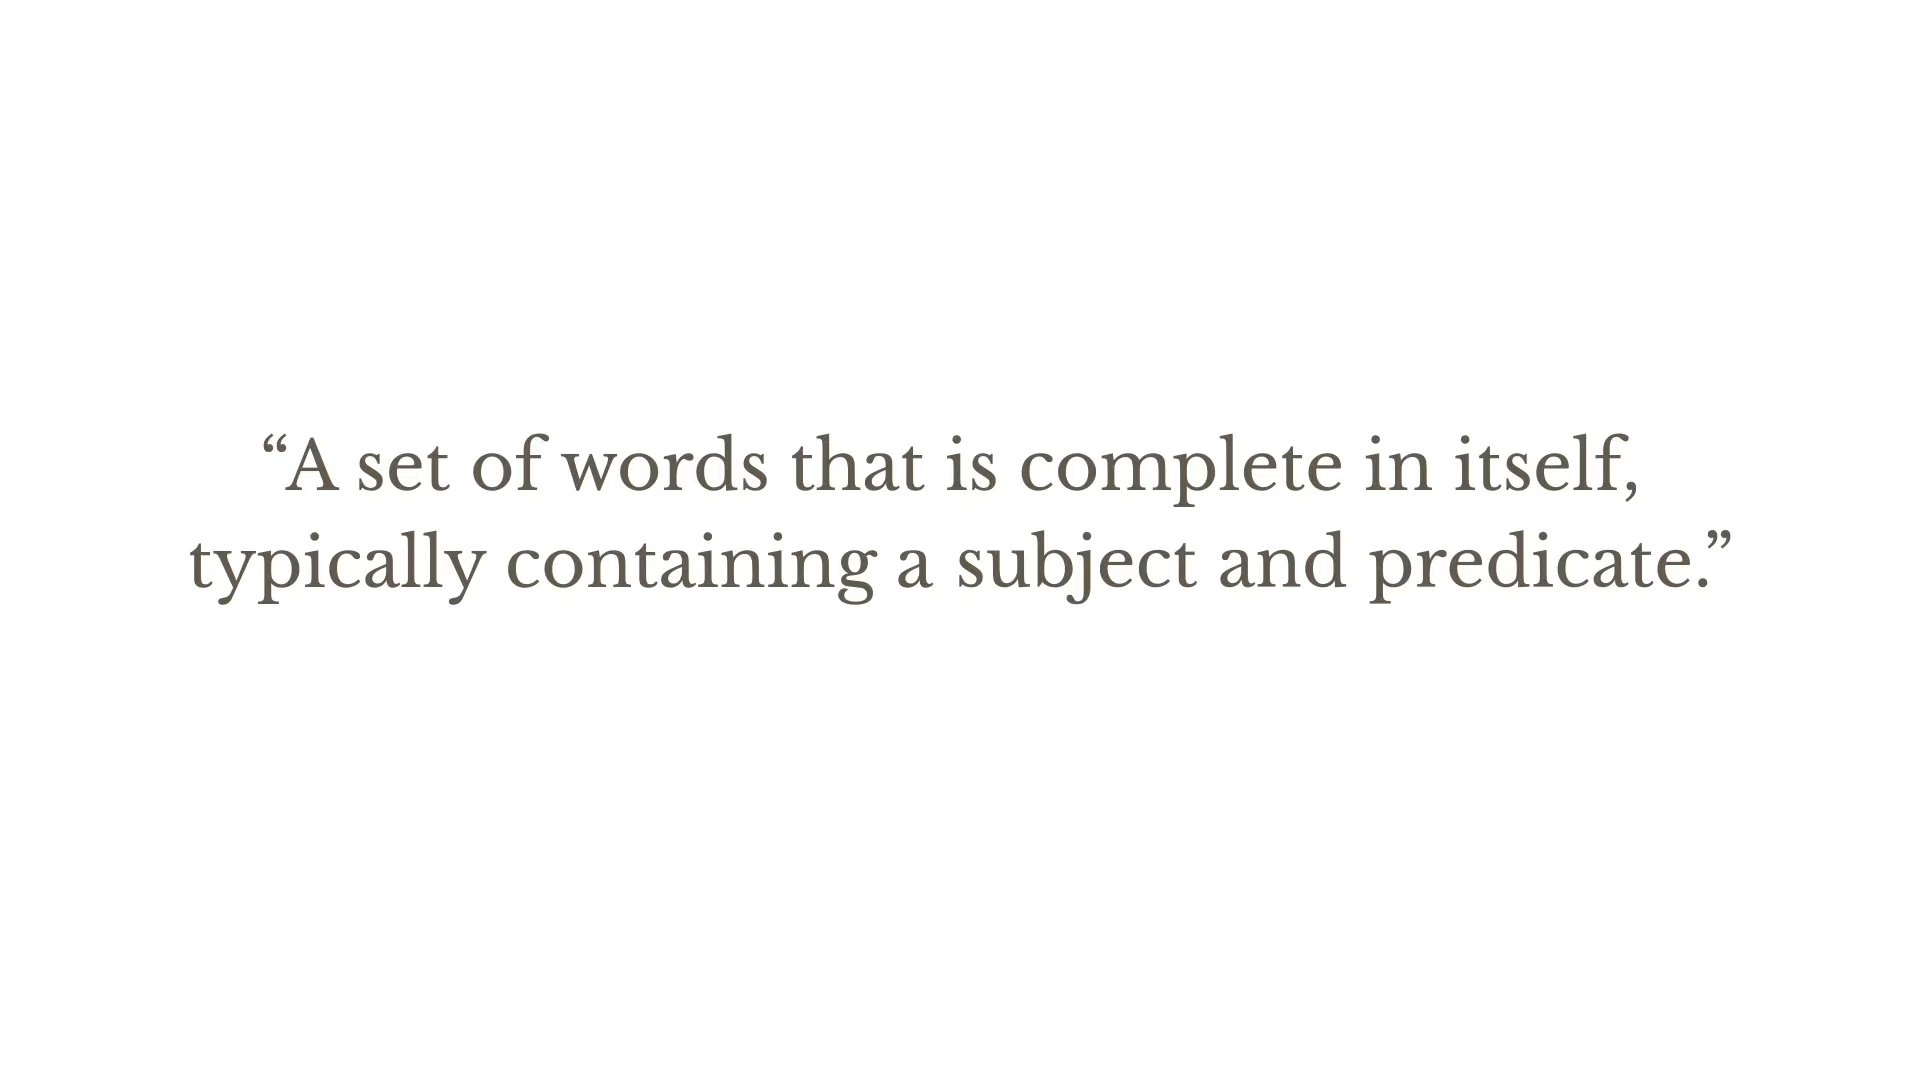 “A set of words that is complete in itself,
typically containing a subject and predicate.”